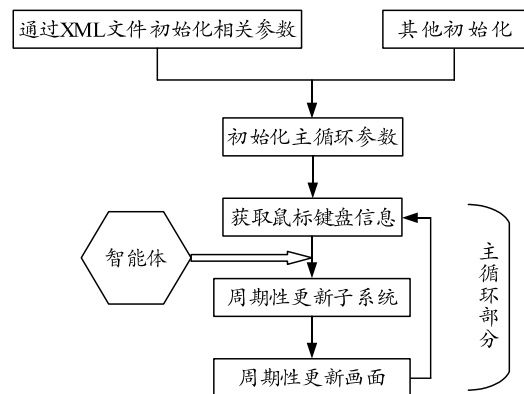 通过XML文件初始化相关参数
其他初始化
初始化主循环参数
获取鼠标键盘信息
智能体
周期性更新子系统
周期性更新画面
主循环部分